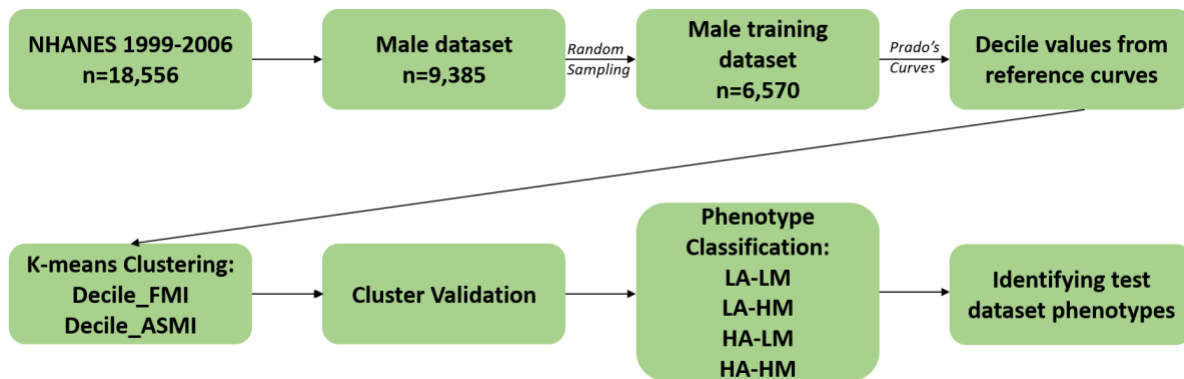 NHANES 1999-2006
n=18,556
Male dataset
n=9,385
Random
Sampling
Male training
dataset
n=6,570
Prado's
Curves
Decile values from
reference curves
K-means Clustering:
Decile_FMI
Decile_ASMI
Cluster Validation
Phenotype
Classification:
LA-LM
LA-HM
HA-LM
HA-HM
Identifying test
dataset phenotypes